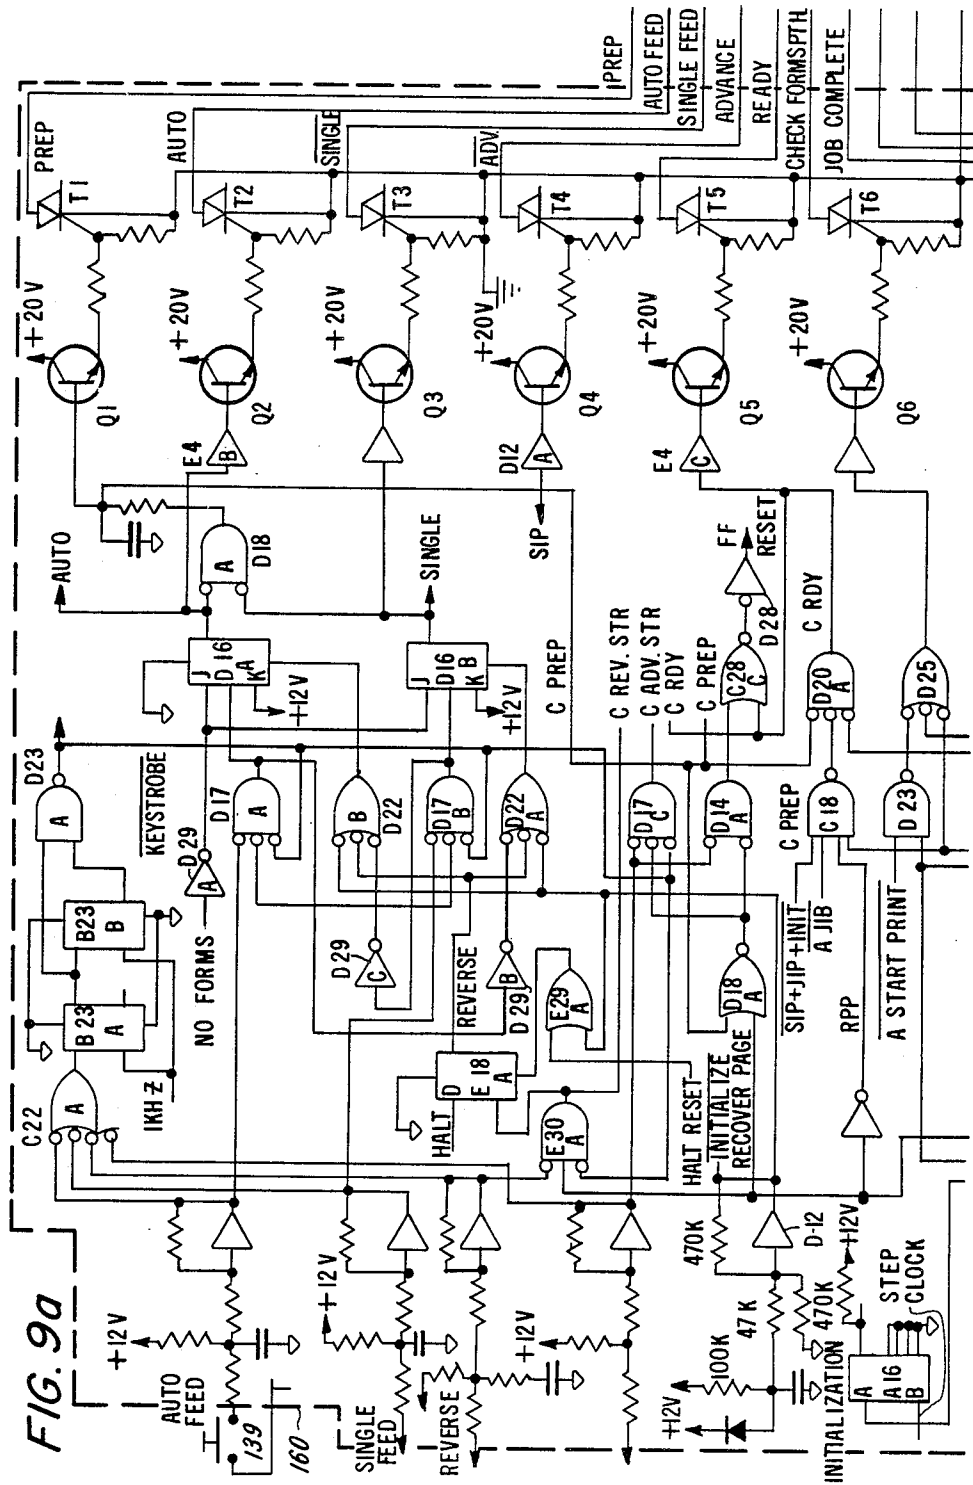 FIG. 9a
PREP
AUTO FEED
SINGLE FEED
ADVANCE
READY
CHECK FORMSPTH.
JOB COMPLETE
PREP
AUTO
SINGLE
ADV.
T1
T2
T3
T4
T5
T6
+20V
+20V
+20V
+20V
+20V
+20V
Q1
Q2
Q3
Q4
Q5
Q6
E4
B
D12
A
E4
C
AUTO
A
D18
SIP
SINGLE
FF
RESET
D28
C RDY
D23
A
J
D16
A
K
+12V
J
D16
B
K
+12V
C PREP
C REV. STR
C ADV. STR
C RDY
C PREP
C28
C
D20
A
D25
KEYSTROBE
D17
A
B
D22
D17
B
D22
A
D17
C
D14
A
C PREP
C18
D23
B23
B
B23
A
D29
A
NO FORMS
D29
C
REVERSE
D29
B
E29
A
D18
A
SIP+JIP+INIT
A JIB
A START PRINT
RPP
C22
A
1KHZ
HALT
D
E 18
A
E30
A
HALT RESET
INITIALIZE
RECOVER PAGE
470K
D-12
+12V
STEP
CLOCK
+12V
+12V
+12V
47K
470K
100K
+12V
A
A16
B
AUTO
FEED
139
160
SINGLE
FEED
REVERSE
INITIALIZATION